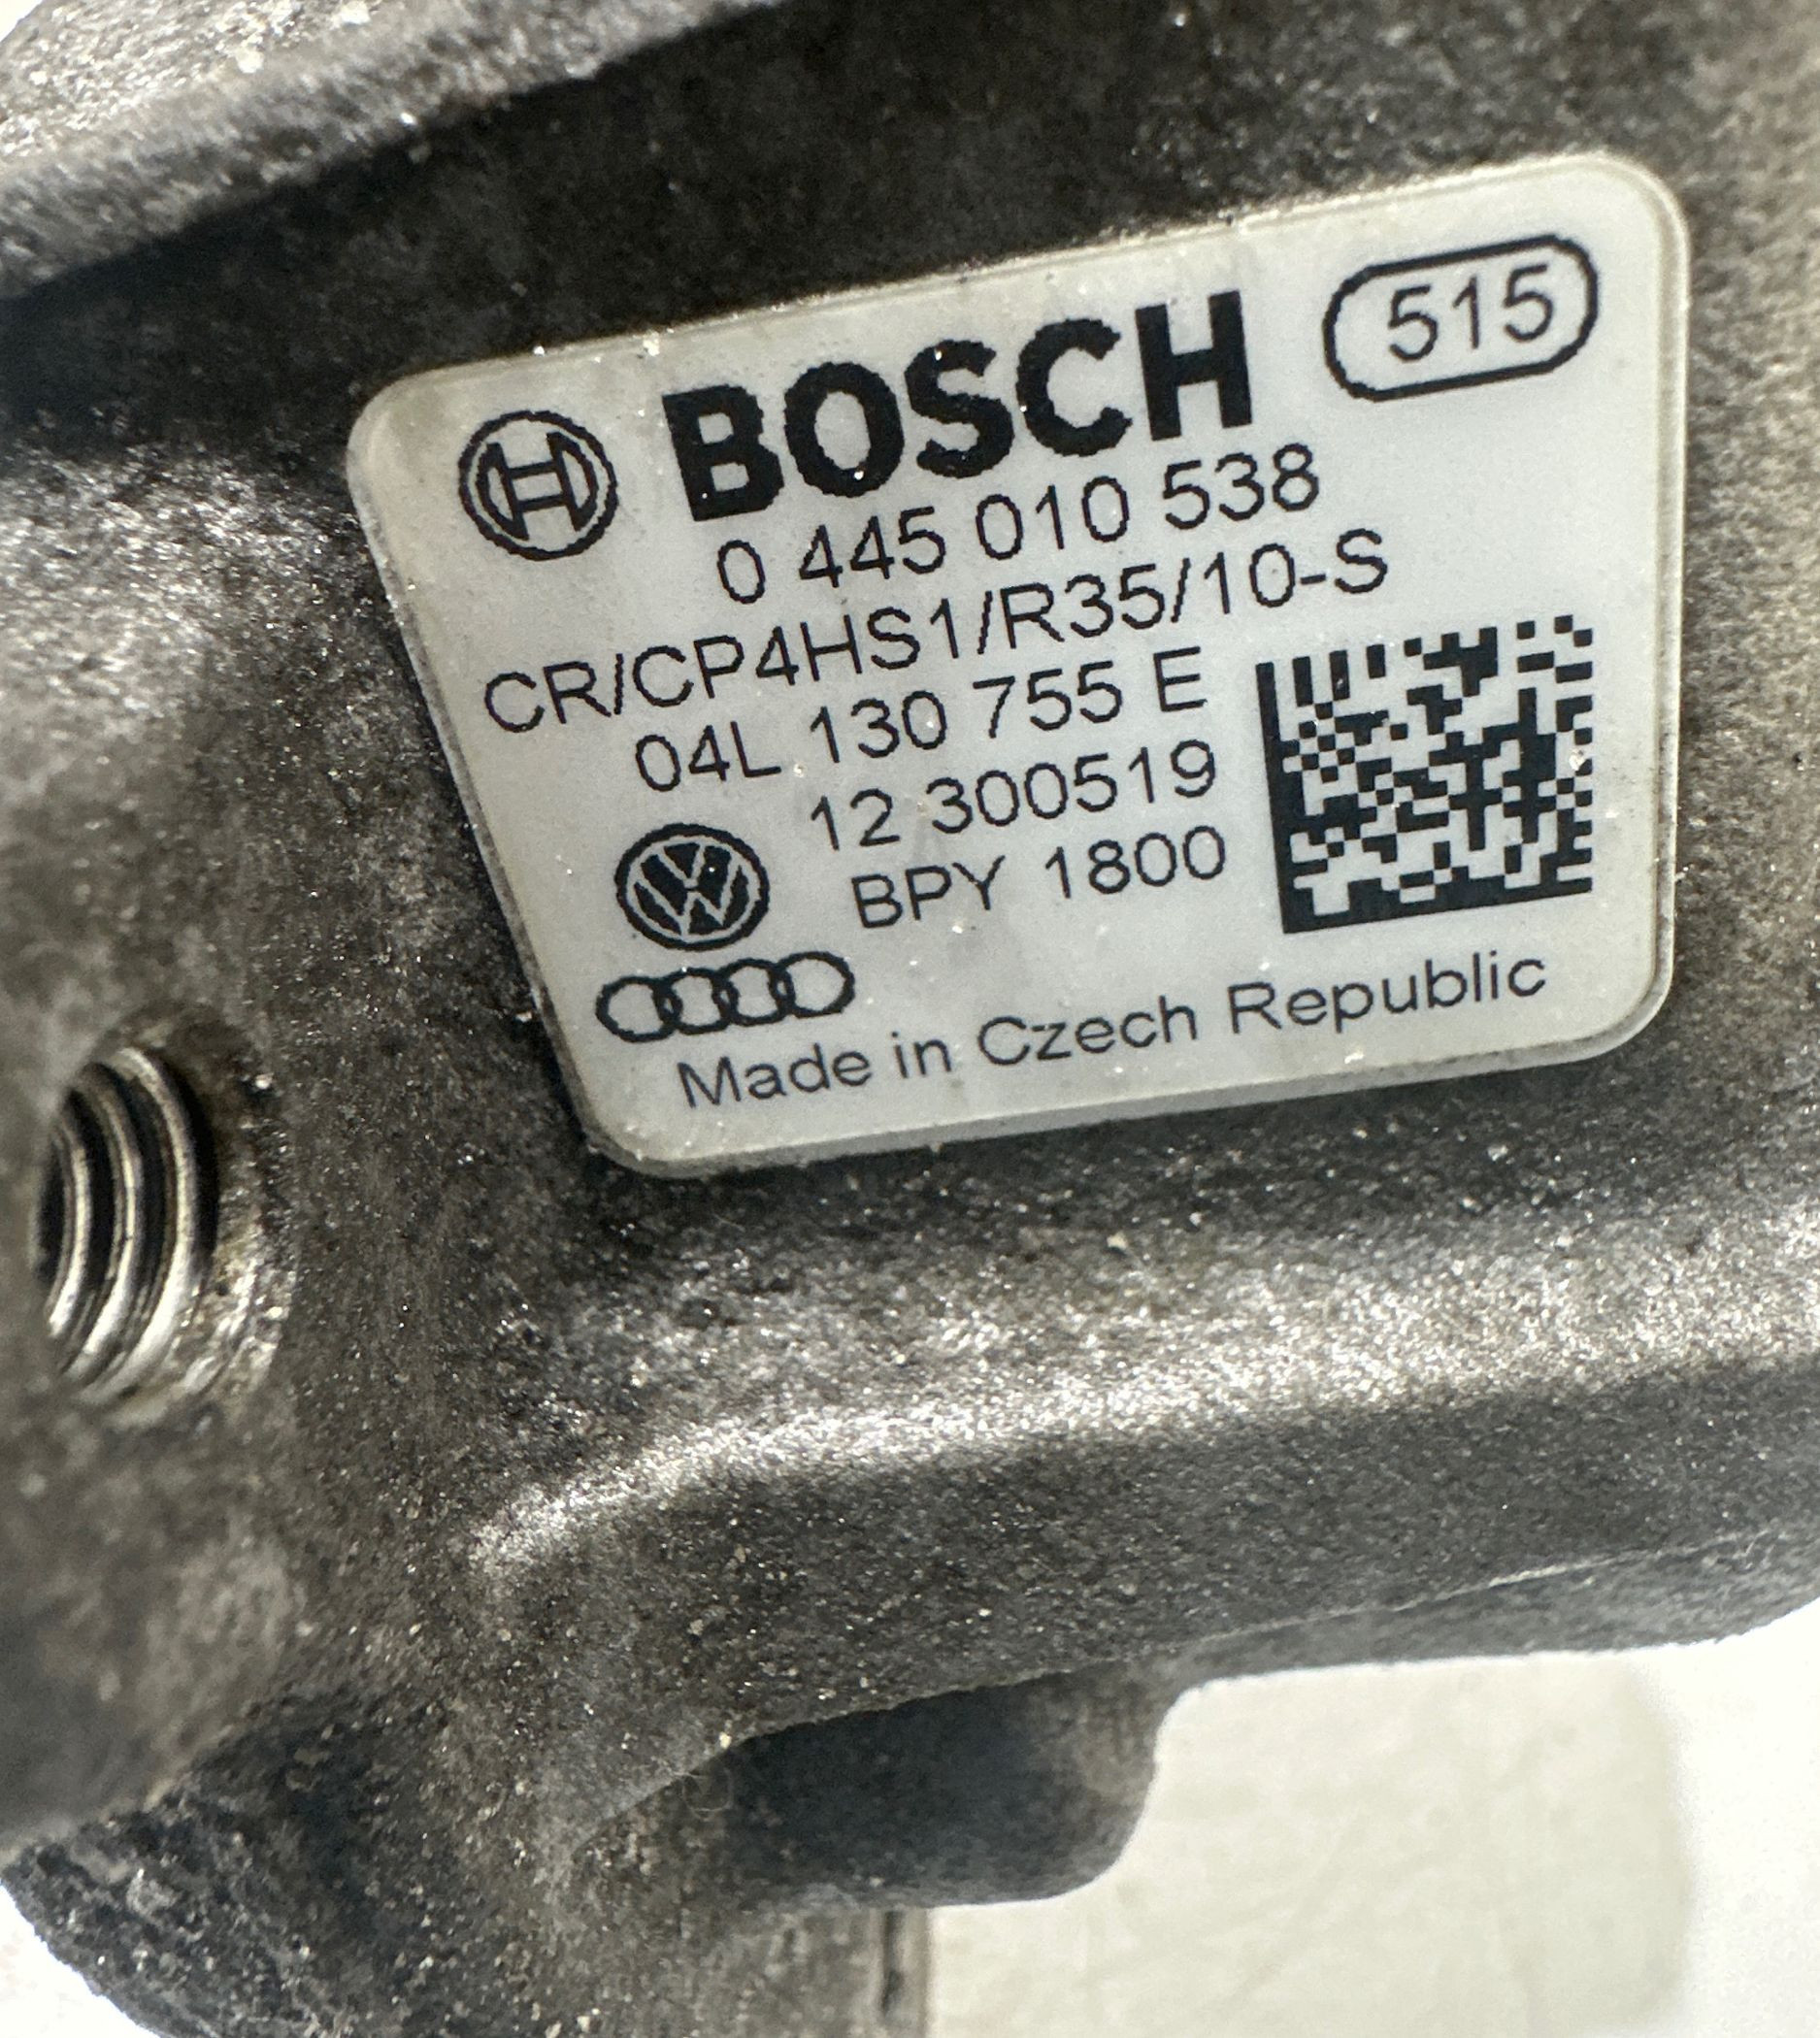 BOSCH 515
0 445 010 538
CR/CP4HS1/R35/10-S
04L 130 755 E
12 300519
BPY 1800
Made in Czech Republic